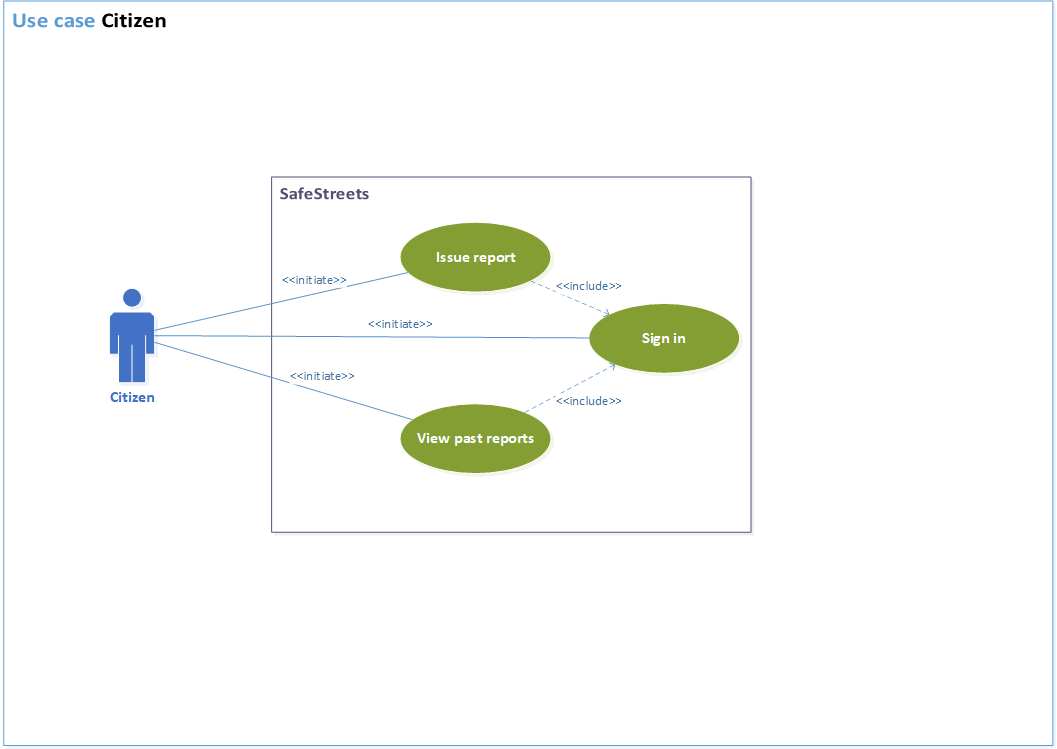 Use case Citizen
SafeStreets
Issue report
<<initiate>>
<<include>>
<<initiate>>
Sign in
<<initiate>>
Citizen
<<include>>
View past reports